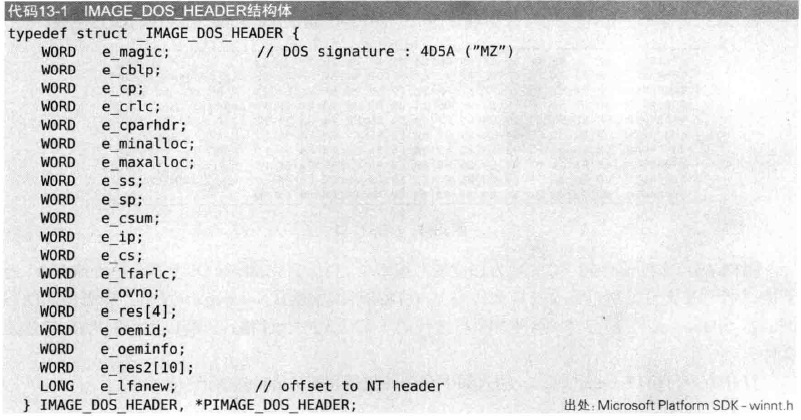 代码13-1 IMAGE_DOS_HEADER结构体
typedef struct _IMAGE_DOS_HEADER {
    WORD   e_magic;          // DOS signature : 4D5A ("MZ")
    WORD   e_cblp;
    WORD   e_cp;
    WORD   e_crlc;
    WORD   e_cparhdr;
    WORD   e_minalloc;
    WORD   e_maxalloc;
    WORD   e_ss;
    WORD   e_sp;
    WORD   e_csum;
    WORD   e_ip;
    WORD   e_cs;
    WORD   e_lfarlc;
    WORD   e_ovno;
    WORD   e_res[4];
    WORD   e_oemid;
    WORD   e_oeminfo;
    WORD   e_res2[10];
    LONG   e_lfanew;         // offset to NT header
  } IMAGE_DOS_HEADER, *PIMAGE_DOS_HEADER;
出处: Microsoft Platform SDK – winnt.h